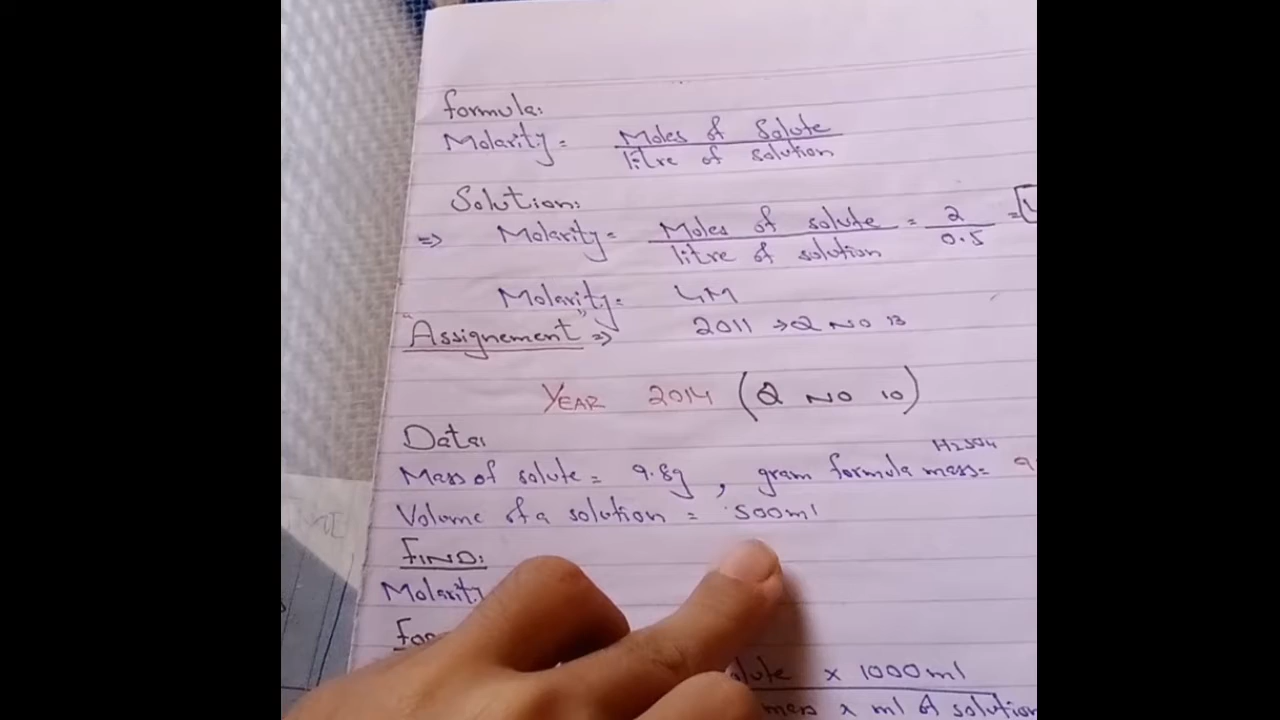 Formula:
Molarity = Moles of Solute / litre of solution
Solution:
=> Molarity = Moles of solute / litre of solution = 2 / 0.5 =
Molarity = 4M
"Assignement" => 2011 → Q NO 13
YEAR 2014 (Q NO 10)
Data:
Mass of solute = 9.8g, gram formula mass = H2SO4
Volume of a solution = 500ml
FIND:
Molarity
x 1000ml
x ml of solution